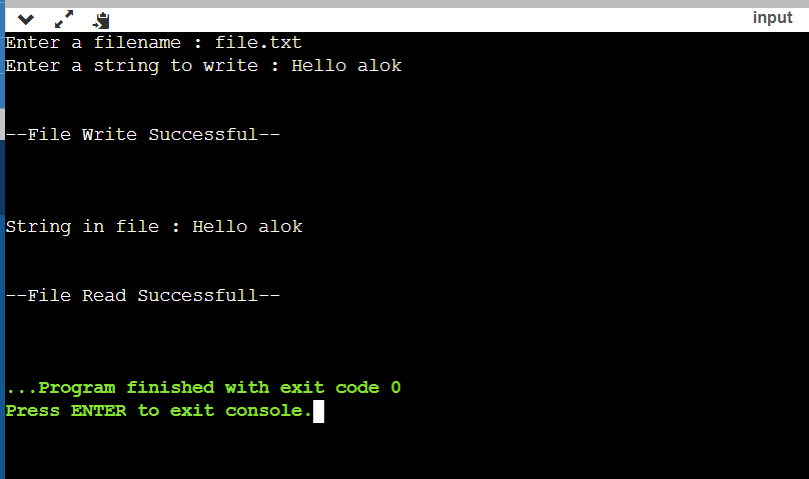 input
Enter a filename : file.txt
Enter a string to write : Hello alok
--File Write Successful--
String in file : Hello alok
--File Read Successfull--
...Program finished with exit code 0
Press ENTER to exit console.